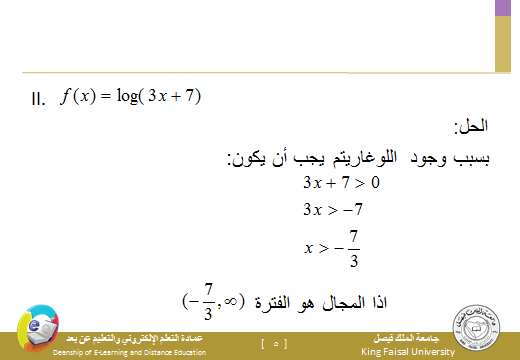 II. f(x) = log( 3x + 7)
الحل:
بسبب وجود اللوغاريتم يجب أن يكون:
3x + 7 > 0
3x > −7
x > − 7/3
اذا المجال هو الفترة (− 7/3 , ∞)
جامعة الملك فيصل
King Faisal University
[ ٥ ]
عمادة التعلم الإلكتروني والتعليم عن بعد
Deanship of E-Learning and Distance Education